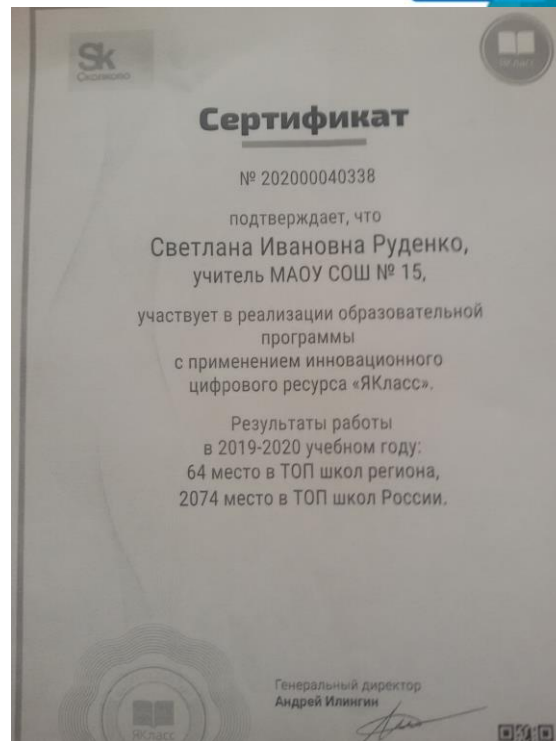 Sk
Сколково
ЯКласс
Сертификат
№ 202000040338
подтверждает, что
Светлана Ивановна Руденко,
учитель МАОУ СОШ № 15,
участвует в реализации образовательной
программы
с применением инновационного
цифрового ресурса «ЯКласс».
Результаты работы
в 2019-2020 учебном году:
64 место в ТОП школ региона,
2074 место в ТОП школ России.
Генеральный директор
Андрей Илингин
ЯКласс